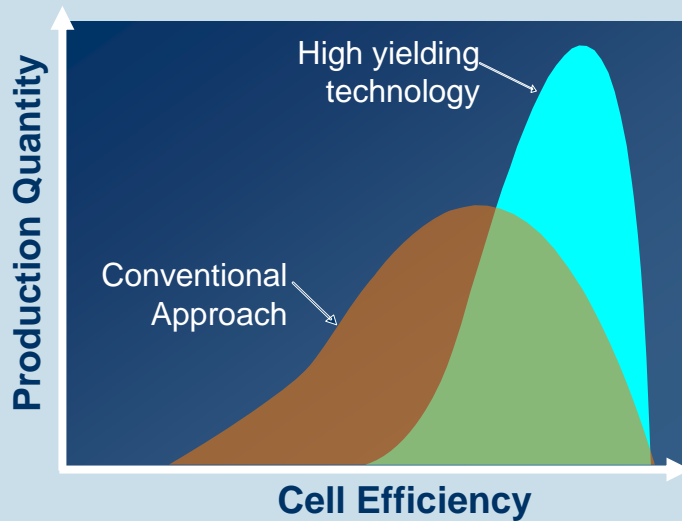 High yielding
technology
Conventional
Approach
Production Quantity
Cell Efficiency